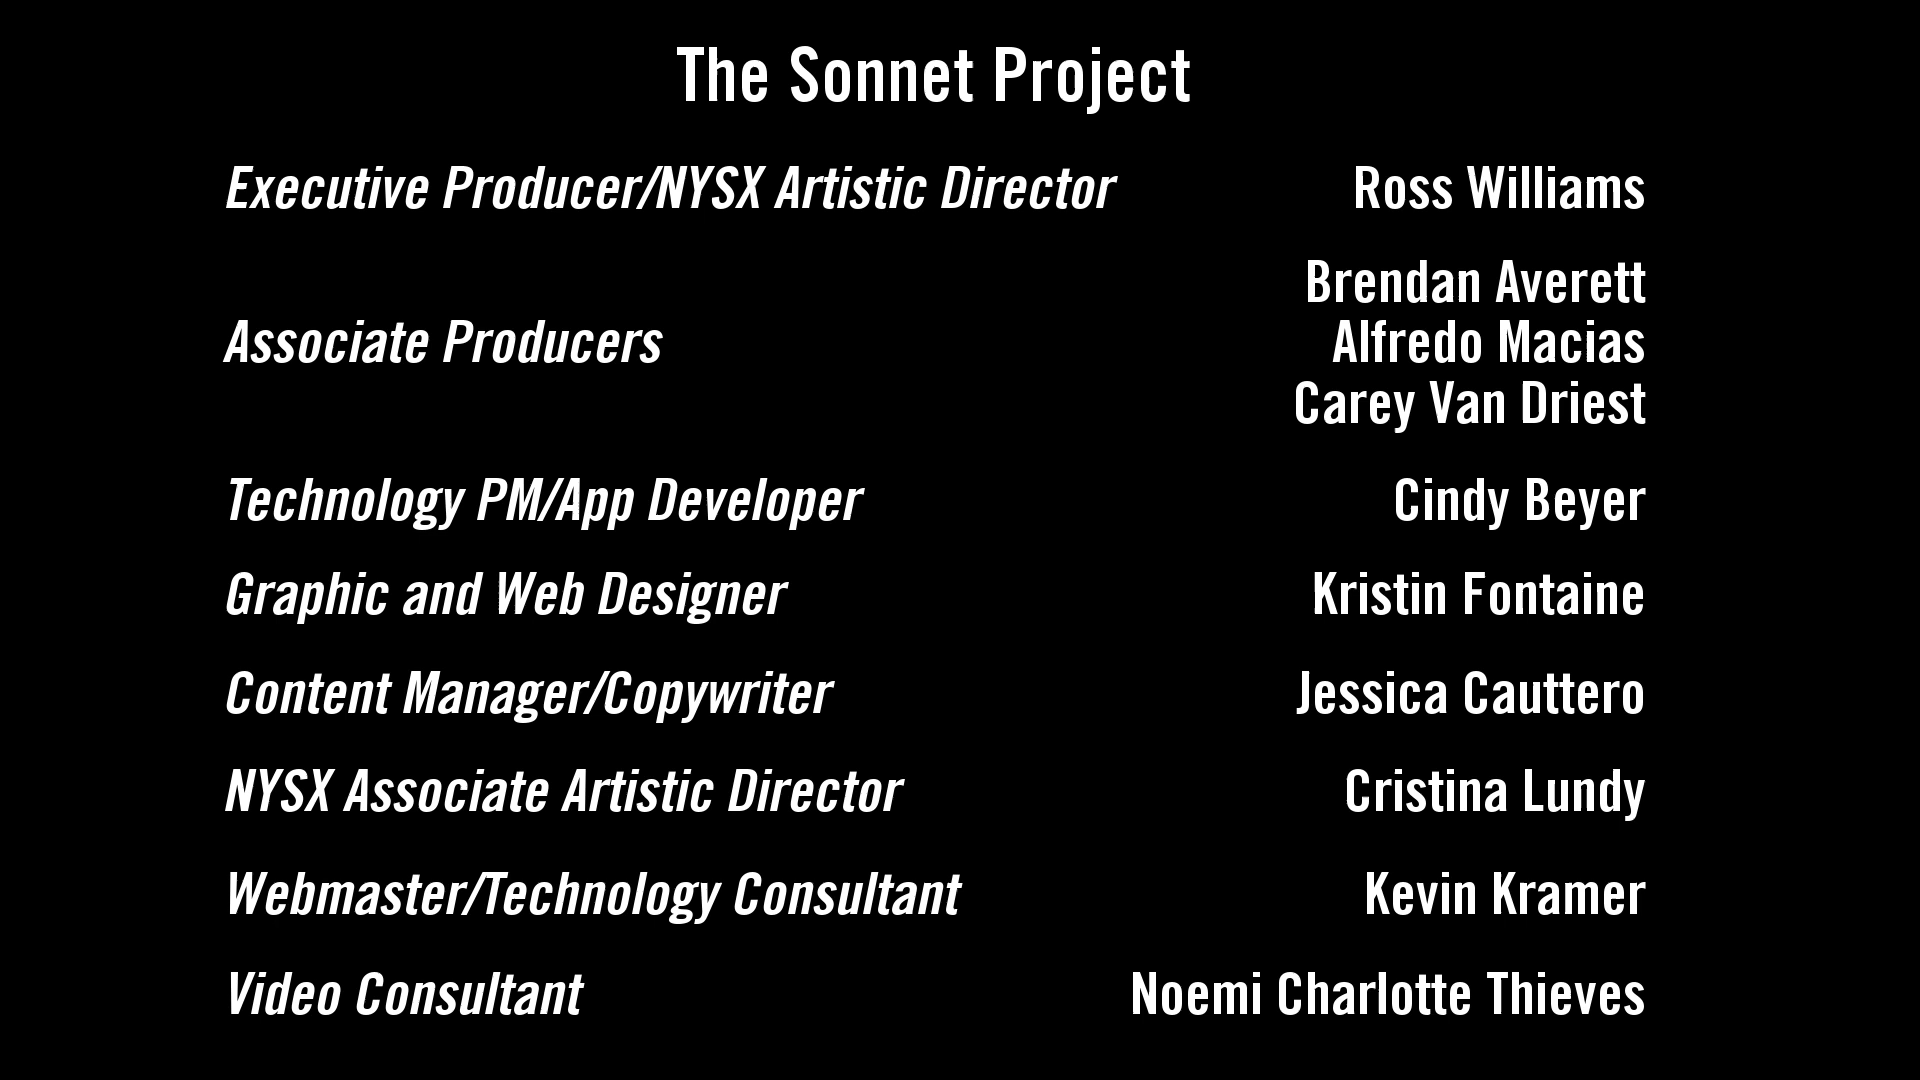 The Sonnet Project
Executive Producer/NYSX Artistic Director Ross Williams
Brendan Averett
Associate Producers Alfredo Macias
Carey Van Driest
Technology PM/App Developer Cindy Beyer
Graphic and Web Designer Kristin Fontaine
Content Manager/Copywriter Jessica Cauttero
NYSX Associate Artistic Director Cristina Lundy
Webmaster/Technology Consultant Kevin Kramer
Video Consultant Noemi Charlotte Thieves